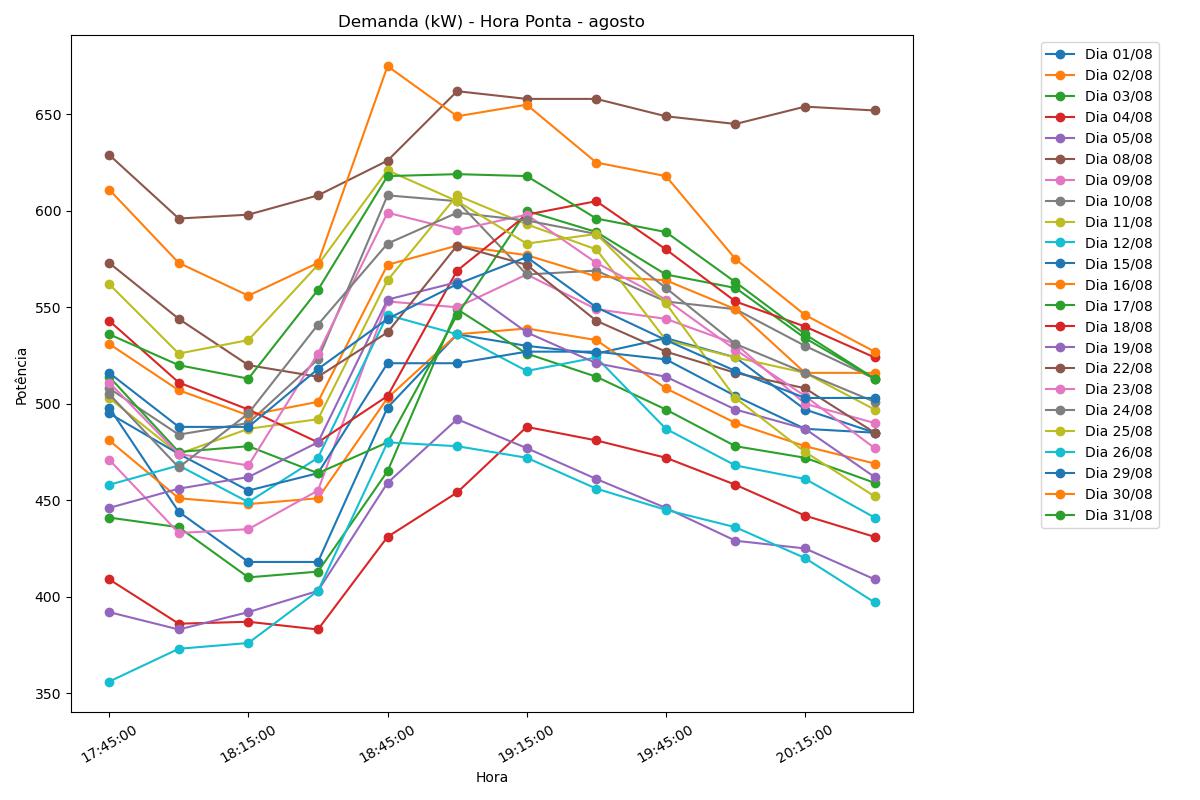 Demanda (kW) - Hora Ponta - agosto
Potência
650
600
550
500
450
400
350
17:45:00
18:15:00
18:45:00
19:15:00
19:45:00
20:15:00
Hora
Dia 01/08
Dia 02/08
Dia 03/08
Dia 04/08
Dia 05/08
Dia 08/08
Dia 09/08
Dia 10/08
Dia 11/08
Dia 12/08
Dia 15/08
Dia 16/08
Dia 17/08
Dia 18/08
Dia 19/08
Dia 22/08
Dia 23/08
Dia 24/08
Dia 25/08
Dia 26/08
Dia 29/08
Dia 30/08
Dia 31/08